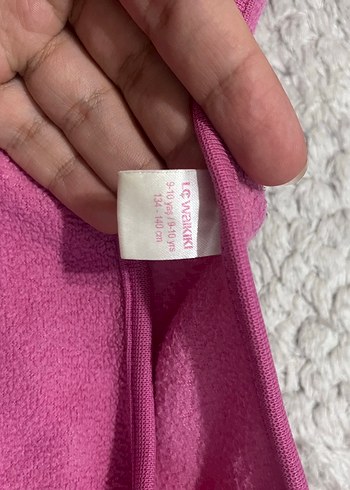 LC WAIKIKI
9-10 yaş / 9-10 yrs
134 - 140 cm